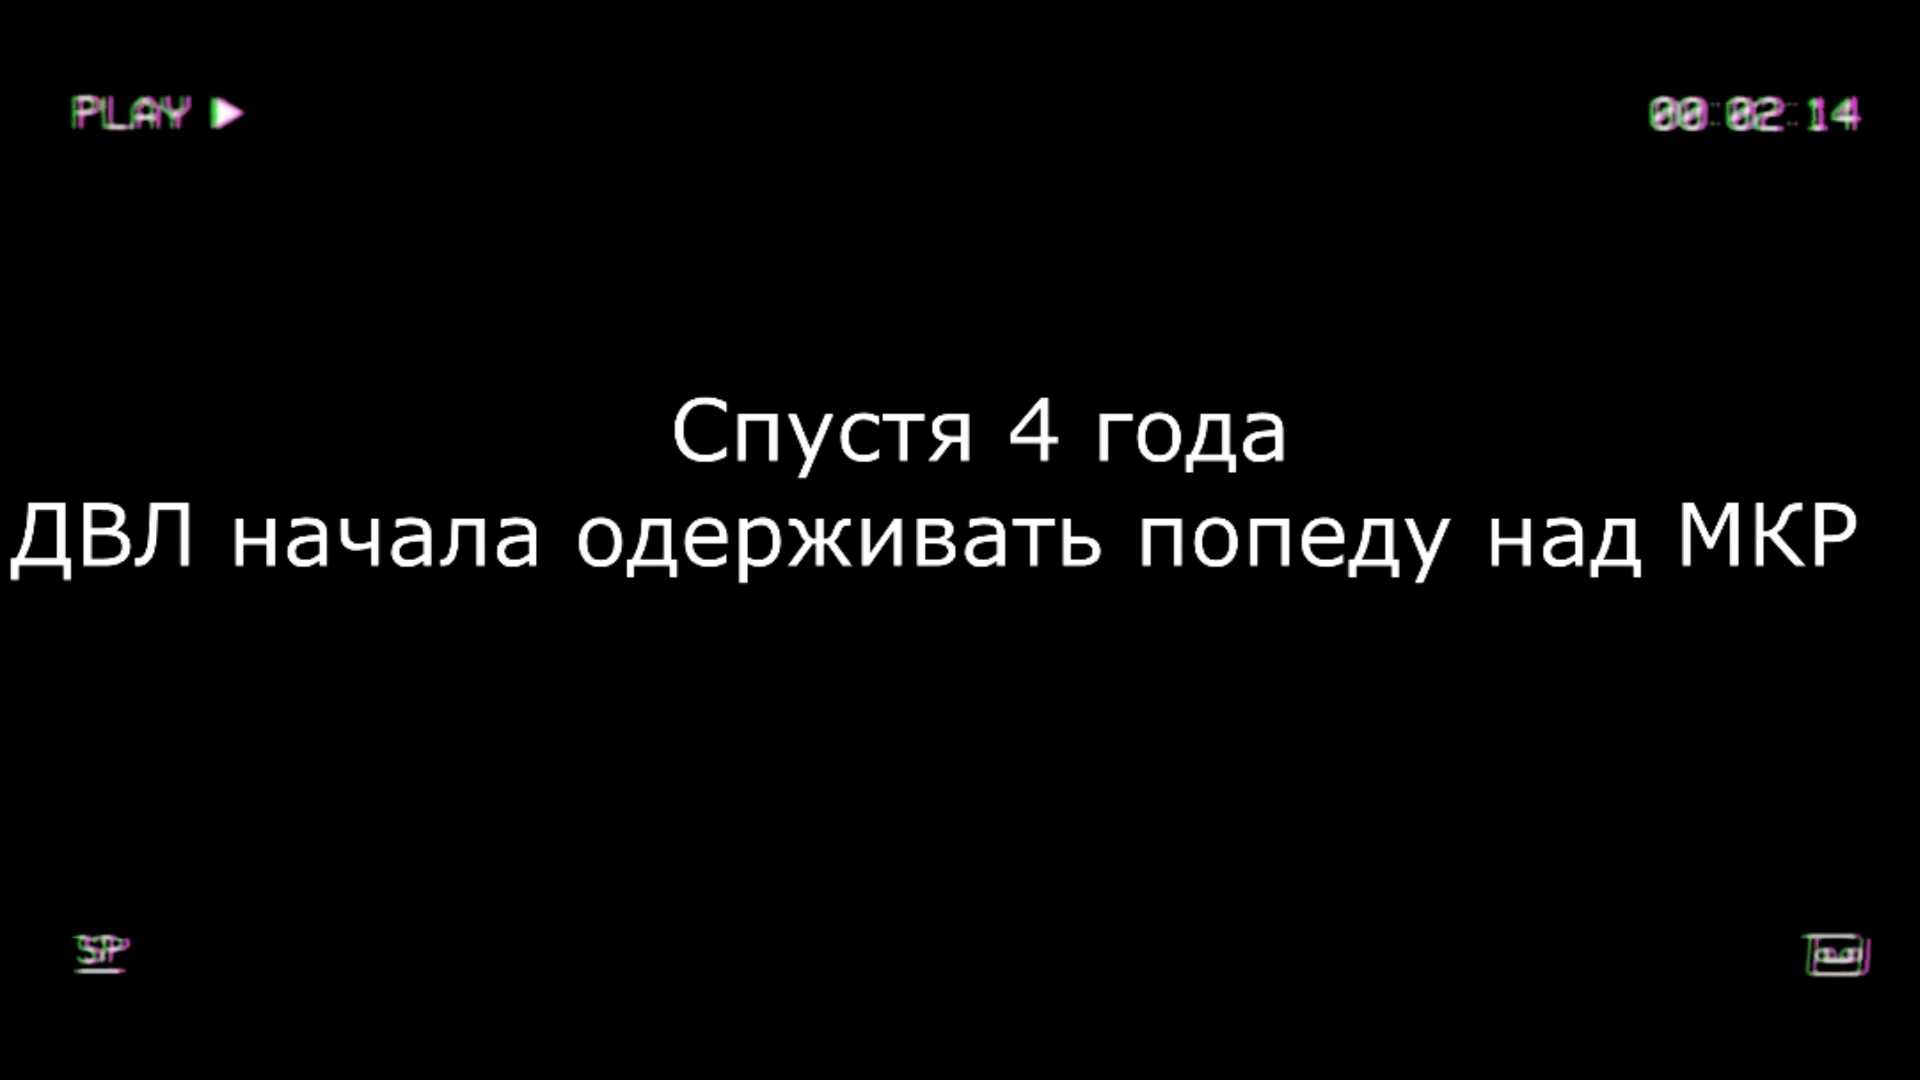 PLAY
00:02:14
Спустя 4 года
ДВЛ начала одерживать попеду над МКР
SP